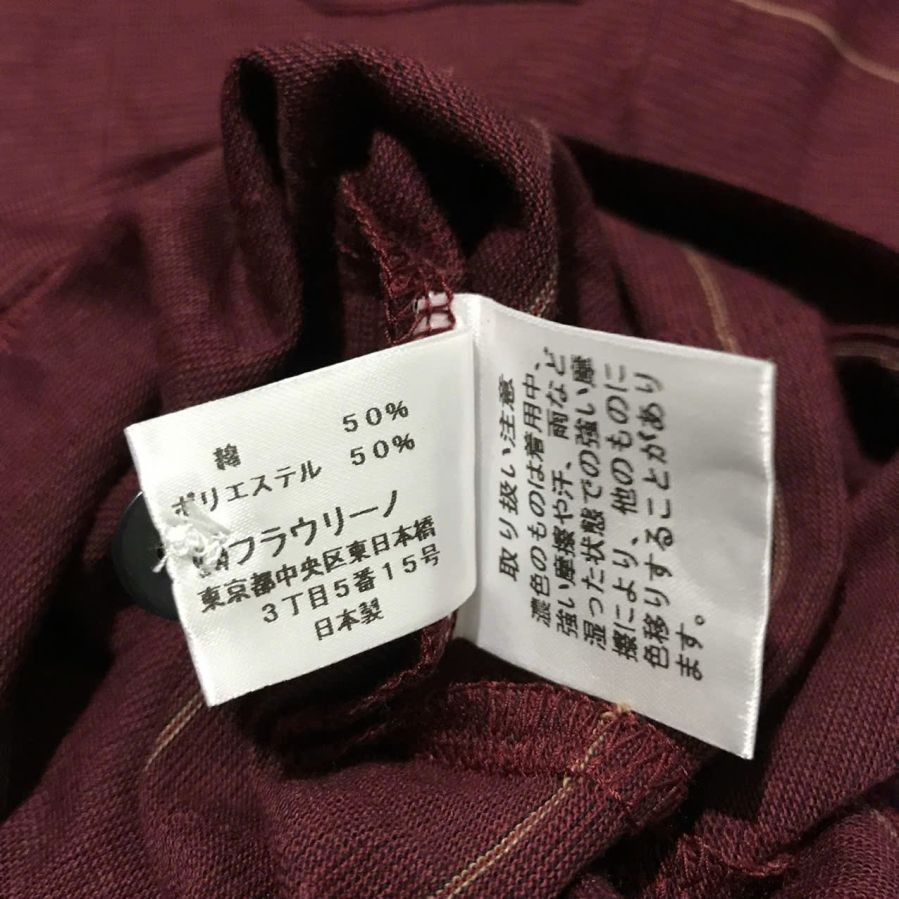 綿 50%
ポリエステル 50%
㈱フラウリーノ
東京都中央区東日本橋
3丁目5番15号
日本製
取り扱い注意
濃色のものは着用中、
強い摩擦や汗、雨など
湿った状態での強い摩
擦により、他のものに
色移りすることがあり
ます。